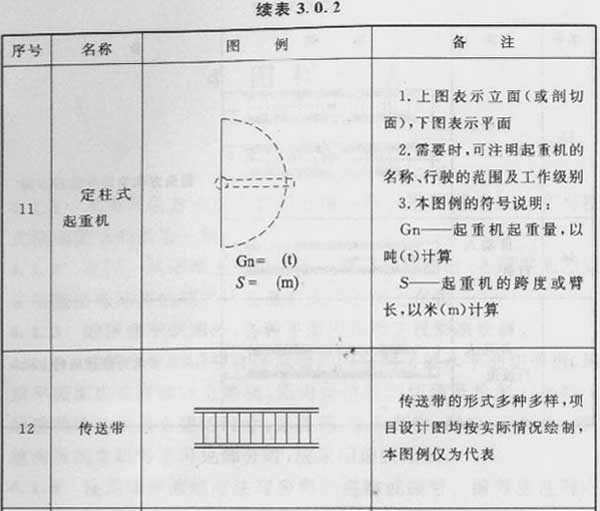 续表 3.0.2
序号 名称 图 例 备 注
11
定柱式
起重机
Gn= (t)
S= (m)
1.上图表示立面(或剖切
面),下图表示平面
2.需要时,可注明起重机的
名称、行驶的范围及工作级别
3.本图例的符号说明:
Gn——起重机起重量,以
吨(t)计算
S——起重机的跨度或臂
长,以米(m)计算
12
传送带
传送带的形式多种多样,项
目设计图均按实际情况绘制,
本图例仅为代表